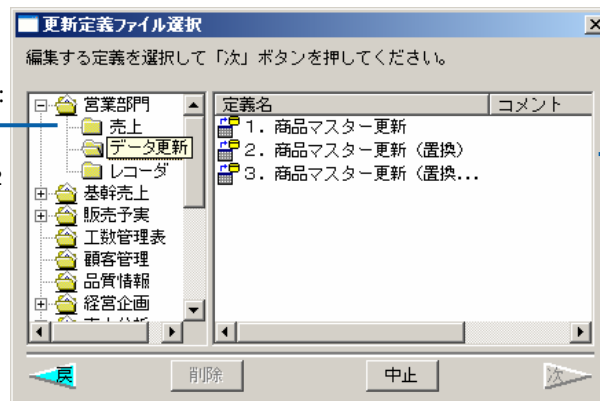 更新定義ファイル選択
編集する定義を選択して「次」ボタンを押してください。
:
2
営業部門
売上
データ更新
レコーダ
基幹売上
販売予実
工数管理表
顧客管理
品質情報
経営企画
定義名 コメント
1. 商品マスター更新
2. 商品マスター更新(置換)
3. 商品マスター更新(置換...
戻 削除 中止 次